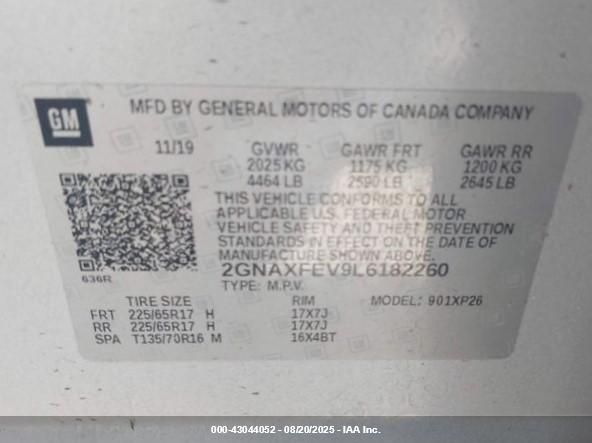 GM
MFD BY GENERAL MOTORS OF CANADA COMPANY
11/19 GVWR GAWR FRT GAWR RR
2025 KG 1175 KG 1200 KG
4464 LB 2590 LB 2645 LB
THIS VEHICLE CONFORMS TO ALL
APPLICABLE U.S. FEDERAL MOTOR
VEHICLE SAFETY AND THEFT PREVENTION
STANDARDS IN EFFECT ON THE DATE OF
MANUFACTURE SHOWN ABOVE.
636R
2GNAXFEV9L6182260
TYPE: M.P.V.
TIRE SIZE RIM MODEL: 901XP26
FRT 225/65R17 H 17X7J
RR 225/65R17 H 17X7J
SPA T135/70R16 M 16X4BT
000-43044052 - 08/20/2025 - IAA Inc.